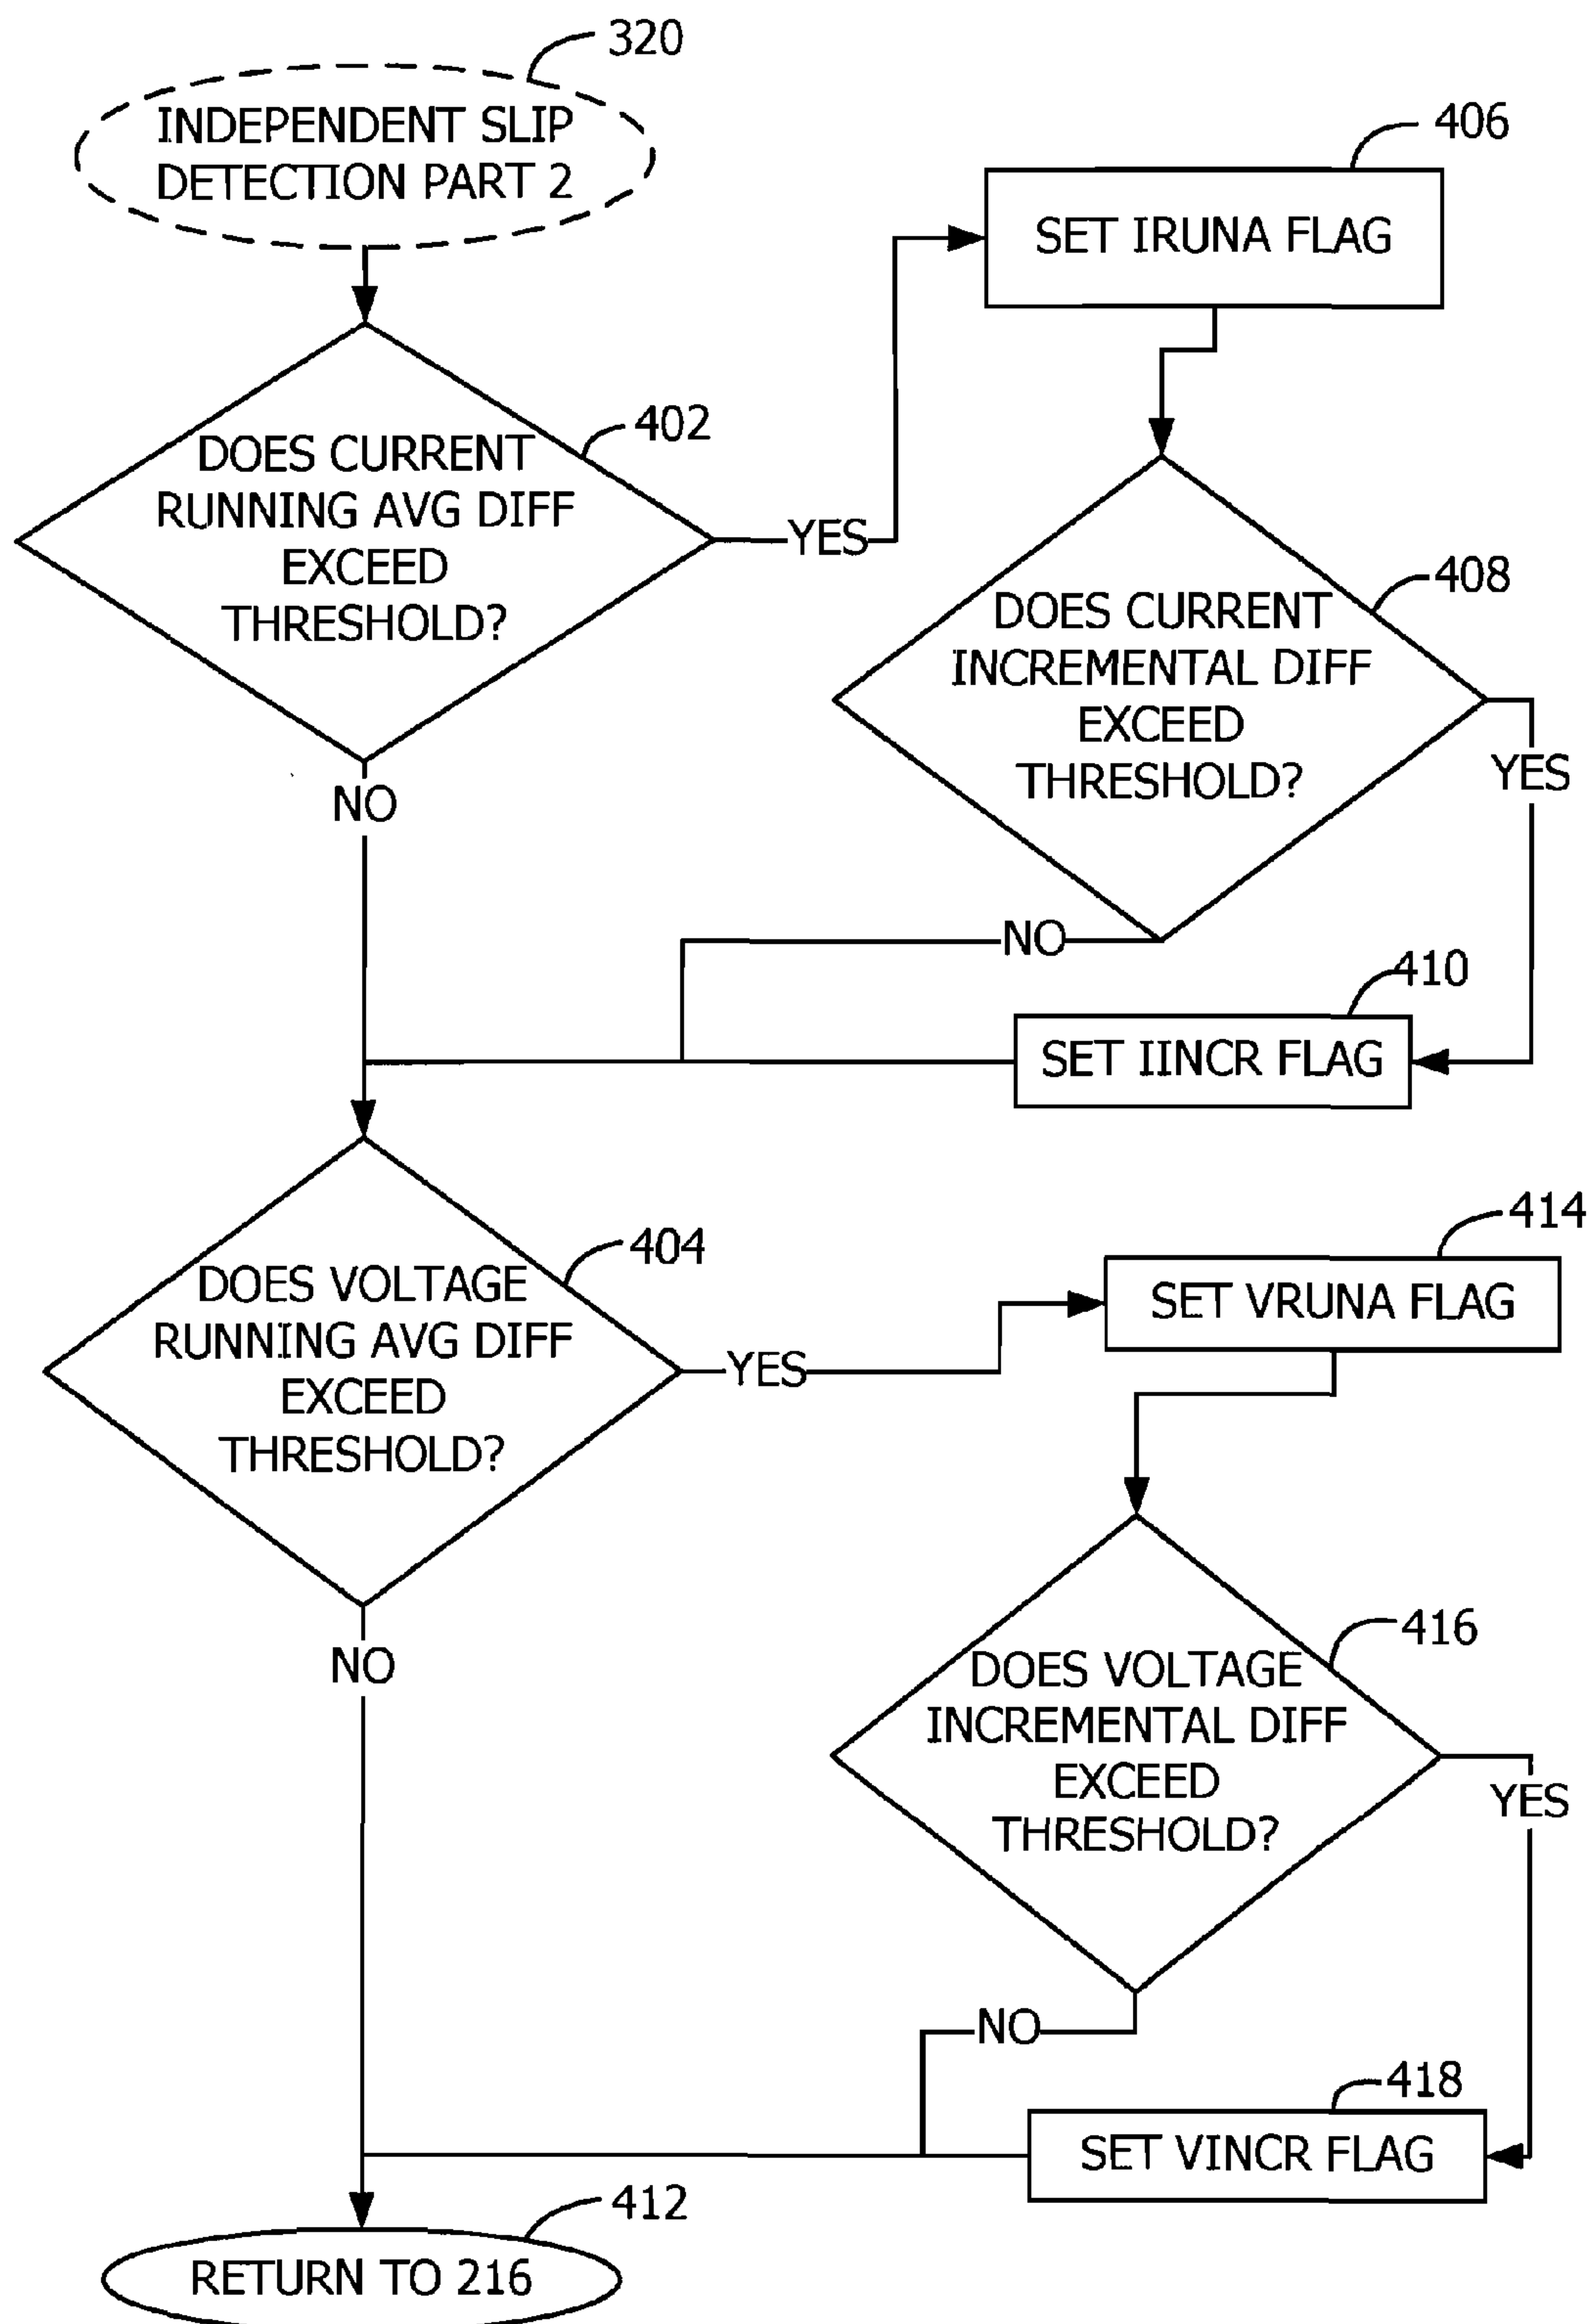 320
INDEPENDENT SLIP
DETECTION PART 2
406
SET IRUNA FLAG
402
DOES CURRENT
RUNNING AVG DIFF
EXCEED
THRESHOLD?
YES
408
DOES CURRENT
INCREMENTAL DIFF
EXCEED
THRESHOLD?
YES
NO
NO
410
SET IINCR FLAG
404
DOES VOLTAGE
RUNNING AVG DIFF
EXCEED
THRESHOLD?
YES
414
SET VRUNA FLAG
416
DOES VOLTAGE
INCREMENTAL DIFF
EXCEED
THRESHOLD?
YES
NO
NO
418
SET VINCR FLAG
412
RETURN TO 216